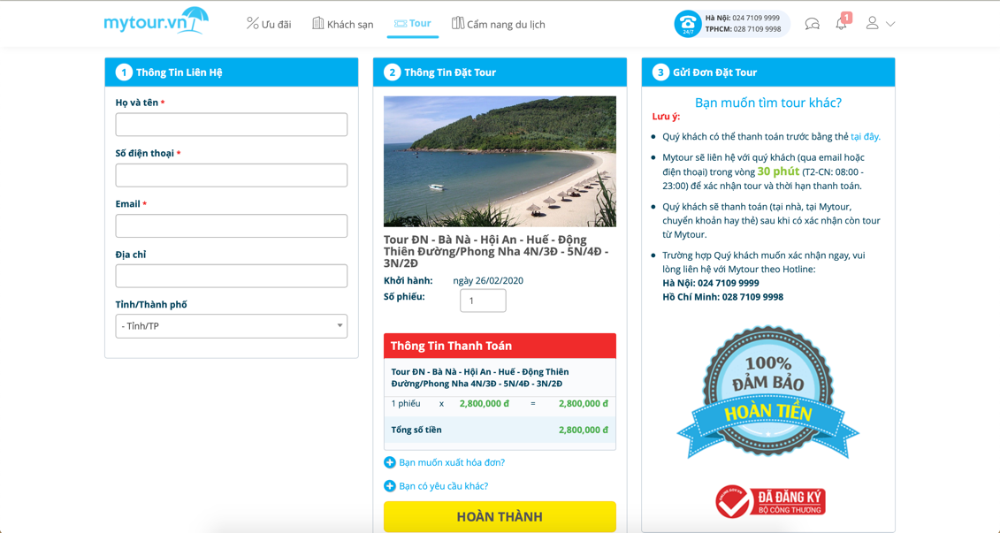 mytour.vn
Ưu đãi
Khách sạn
Tour
Cẩm nang du lịch
24/7
Hà Nội: 024 7109 9999
TPHCM: 028 7109 9998
1
1 Thông Tin Liên Hệ
Họ và tên *
Số điện thoại *
Email *
Địa chỉ
Tỉnh/Thành phố
- Tỉnh/TP
2 Thông Tin Đặt Tour
Tour ĐN - Bà Nà - Hội An - Huế - Động
Thiên Đường/Phong Nha 4N/3Đ - 5N/4Đ -
3N/2Đ
Khởi hành: ngày 26/02/2020
Số phiếu: 1
Thông Tin Thanh Toán
Tour ĐN - Bà Nà - Hội An - Huế - Động Thiên
Đường/Phong Nha 4N/3Đ - 5N/4Đ - 3N/2Đ
1 phiếu x 2,800,000 đ = 2,800,000 đ
Tổng số tiền 2,800,000 đ
Bạn muốn xuất hóa đơn?
Bạn có yêu cầu khác?
HOÀN THÀNH
3 Gửi Đơn Đặt Tour
Bạn muốn tìm tour khác?
Lưu ý:
Quý khách có thể thanh toán trước bằng thẻ tại đây.
Mytour sẽ liên hệ với quý khách (qua email hoặc
điện thoại) trong vòng 30 phút (T2-CN: 08:00 -
23:00) để xác nhận tour và thời hạn thanh toán.
Quý khách sẽ thanh toán (tại nhà, tại Mytour,
chuyển khoản hay thẻ) sau khi có xác nhận còn tour
từ Mytour.
Trường hợp Quý khách muốn xác nhận ngay, vui
lòng liên hệ với Mytour theo Hotline:
Hà Nội: 024 7109 9999
Hồ Chí Minh: 028 7109 9998
100%
ĐẢM BẢO
HOÀN TIỀN
ĐÃ ĐĂNG KÝ
BỘ CÔNG THƯƠNG